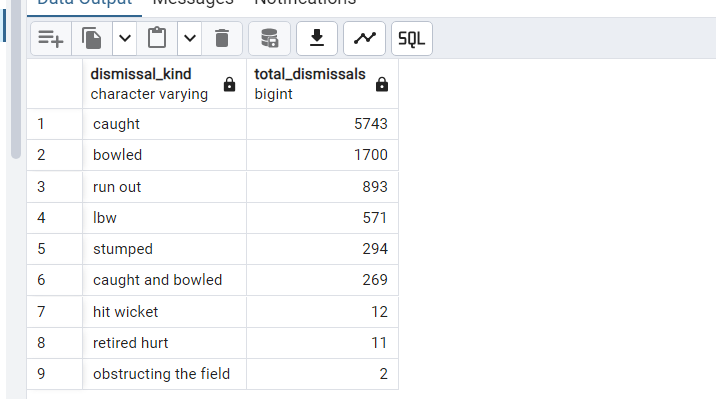 Data Output Messages Notifications
SQL
dismissal_kind total_dismissals
character varying bigint
1 caught 5743
2 bowled 1700
3 run out 893
4 lbw 571
5 stumped 294
6 caught and bowled 269
7 hit wicket 12
8 retired hurt 11
9 obstructing the field 2